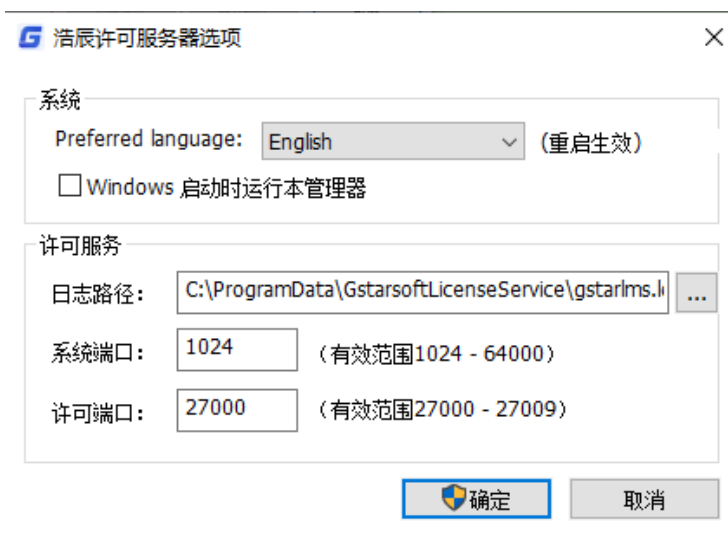 浩辰许可服务器选项
系统
Preferred language: English (重启生效)
Windows 启动时运行本管理器
许可服务
日志路径: C:\ProgramData\GstarsoftLicenseService\gstarlms.l ...
系统端口: 1024 (有效范围1024 - 64000)
许可端口: 27000 (有效范围27000 - 27009)
确定 取消